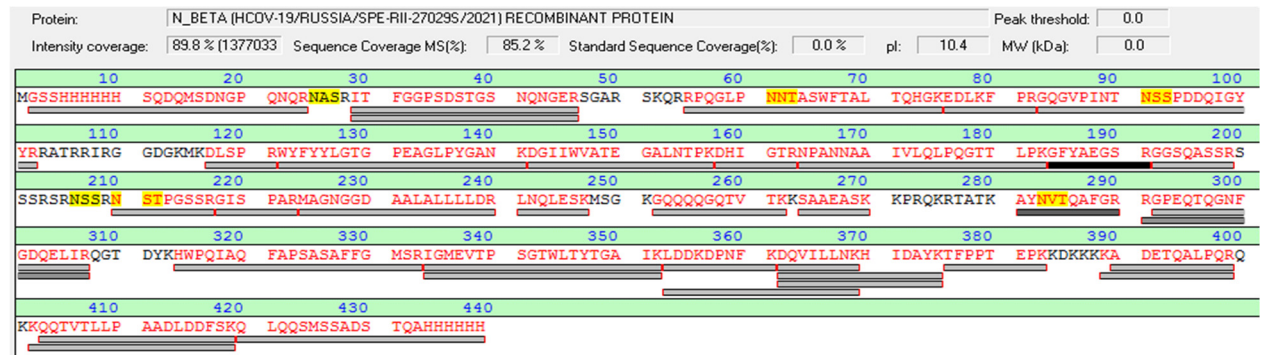 Protein: N_BETA (HCOV-19/RUSSIA/SPE-RII-27029S/2021) RECOMBINANT PROTEIN Peak threshold: 0.0
Intensity coverage: 89.8 % (1377033 Sequence Coverage MS(%): 85.2 % Standard Sequence Coverage(%): 0.0 % pI: 10.4 MW (kDa): 0.0
10 20 30 40 50 60 70 80 90 100
MGSSHHHHHH SQDQMSDNGP QNQRNASRIT FGGPSDSTGS NQNGERSGAR SKQRRPQGLP NNTASWFTAL TQHGKEDLKF PRGQGVPINT NSSPDDQIGY
110 120 130 140 150 160 170 180 190 200
YRRATRRIRG GDGKMKDLSP RWYFYYLGTG PEAGLPYGAN KDGIIWVATE GALNTPKDHI GTRNPANNAA IVLQLPQGTT LPKGFYAEGS RGGSQASSRS
210 220 230 240 250 260 270 280 290 300
SSRSRNSSRN STPGSSRGIS PARMAGNGGD AALALLLLDR LNQLESKMSG KGQQQQGQTV TKKSAAEASK KPRQKRTATK AYNVTQAFGR RGPEQTQGNF
310 320 330 340 350 360 370 380 390 400
GDQELIRQGT DYKHWPQIAQ FAPSASAFFG MSRIGMEVTP SGTWLTYTGA IKLDDKDPNF KDQVILLNKH IDAYKTFPPT EPKKDKKKKA DETQALPQRQ
410 420 430 440
KKQQTVTLLP AADLDDFSKQ LQQSMSSADS TQAHHHHHH